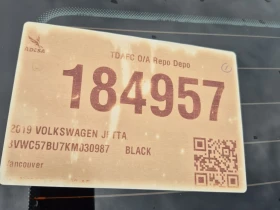 TDAFC O/A Repo Depo
184957
2019 VOLKSWAGEN JETTA
3VWC57BU7KM030987 BLACK
Vancouver